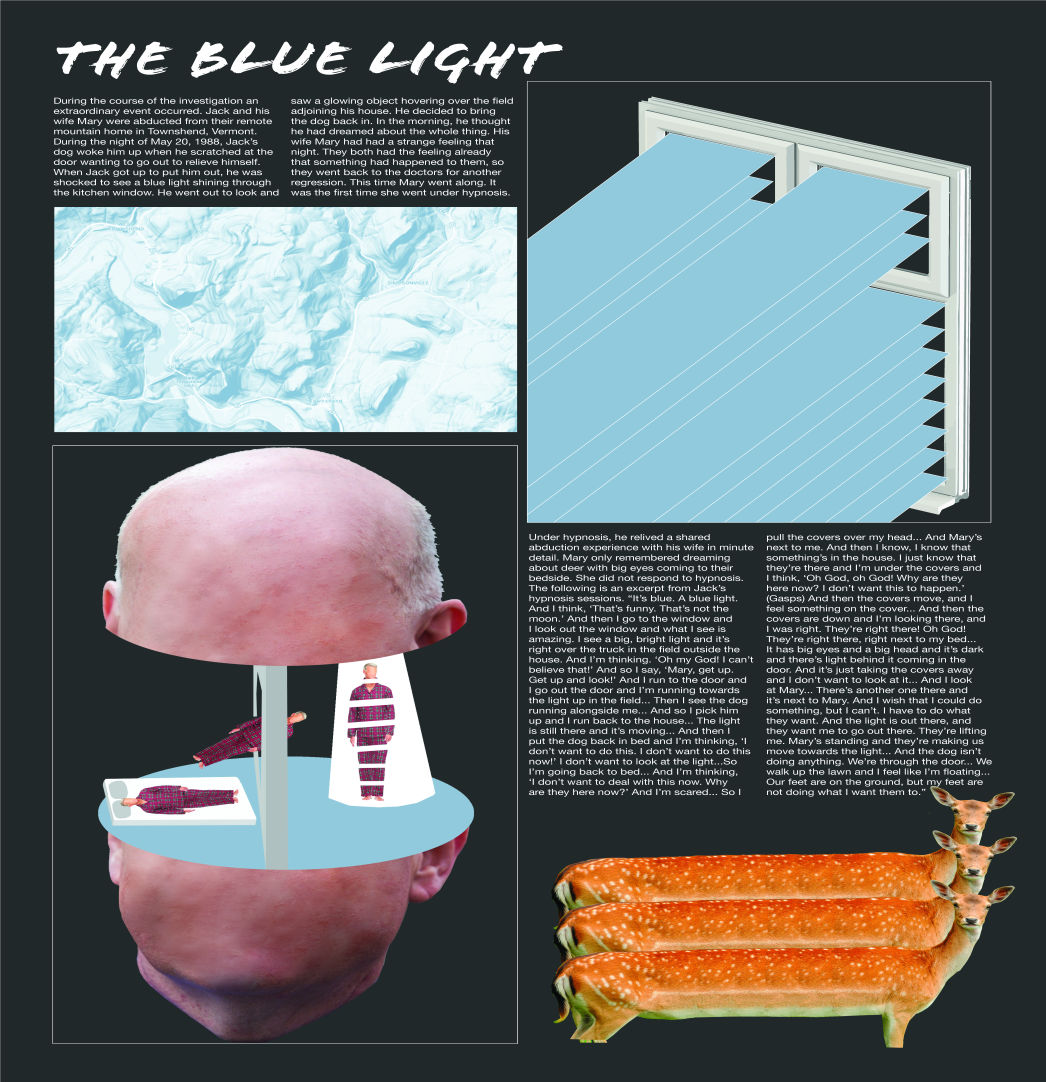 THE BLUE LIGHT
During the course of the investigation an
extraordinary event occurred. Jack and his
wife Mary were abducted from their remote
mountain home in Townshend, Vermont.
During the night of May 20, 1988, Jack's
dog woke him up when he scratched at the
door wanting to go out to relieve himself.
When Jack got up to put him out, he was
shocked to see a blue light shining through
the kitchen window. He went out to look and
saw a glowing object hovering over the field
adjoining his house. He decided to bring
the dog back in. In the morning, he thought
he had dreamed about the whole thing. His
wife Mary had had a strange feeling that
night. They both had the feeling already
that something had happened to them, so
they went back to the doctors for another
regression. This time Mary went along. It
was the first time she went under hypnosis.
SIMPSONVILLE
Under hypnosis, he relived a shared
abduction experience with his wife in minute
detail. Mary only remembered dreaming
about deer with big eyes coming to their
bedside. She did not respond to hypnosis.
The following is an excerpt from Jack's
hypnosis sessions. "It's blue. A blue light.
And I think, 'That's funny. That's not the
moon.' And then I go to the window and
I look out the window and what I see is
amazing. I see a big, bright light and it's
right over the truck in the field outside the
house. And I'm thinking. 'Oh my God! I can't
believe that!' And so I say, 'Mary, get up.
Get up and look!' And I run to the door and
I go out the door and I'm running towards
the light up in the field... Then I see the dog
running alongside me... And so I pick him
up and I run back to the house... The light
is still there and it's moving... And then I
put the dog back in bed and I'm thinking, 'I
don't want to do this. I don't want to do this
now!' I don't want to look at the light...So
I'm going back to bed... And I'm thinking,
'I don't want to deal with this now. Why
are they here now?' And I'm scared... So I
pull the covers over my head... And Mary's
next to me. And then I know, I know that
something's in the house. I just know that
they're there and I'm under the covers and
I think, 'Oh God, oh God! Why are they
here now? I don't want this to happen.'
(Gasps) And then the covers move, and I
feel something on the cover... And then the
covers are down and I'm looking there, and
I was right. They're right there! Oh God!
They're right there, right next to my bed...
It has big eyes and a big head and it's dark
and there's light behind it coming in the
door. And it's just taking the covers away
and I don't want to look at it... And I look
at Mary... There's another one there and
it's next to Mary. And I wish that I could do
something, but I can't. I have to do what
they want. And the light is out there, and
they want me to go out there. They're lifting
me. Mary's standing and they're making us
move towards the light... And the dog isn't
doing anything. We're through the door... We
walk up the lawn and I feel like I'm floating...
Our feet are on the ground, but my feet are
not doing what I want them to."